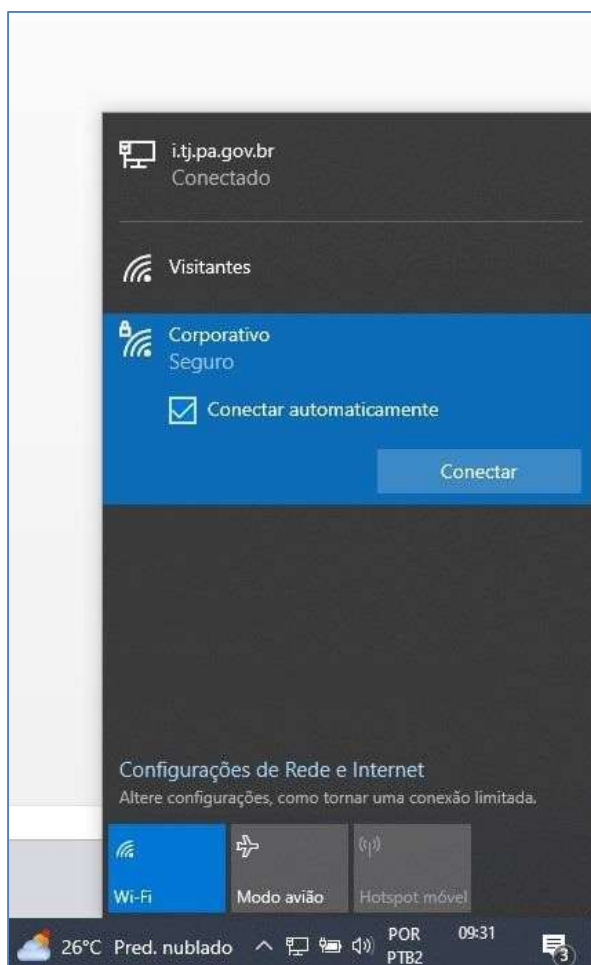 i.tj.pa.gov.br
Conectado
Visitantes
Corporativo
Seguro
Conectar automaticamente
Conectar
Configurações de Rede e Internet
Altere configurações, como tornar uma conexão limitada.
Wi-Fi
Modo avião
Hotspot móvel
26°C Pred. nublado
POR
PTB2
09:31
3